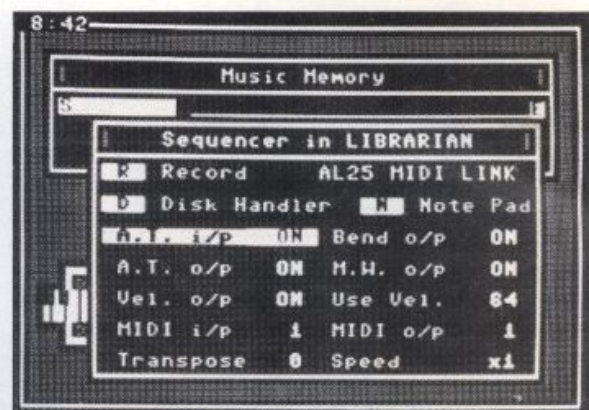 8:42
Music Memory
S E
Sequencer in LIBRARIAN
R Record AL25 MIDI LINK
D Disk Handler N Note Pad
A.T. i/p ON Bend o/p ON
A.T. o/p ON M.W. o/p ON
Vel. o/p ON Use Vel. 64
MIDI i/p 1 MIDI o/p 1
Transpose 0 Speed x1